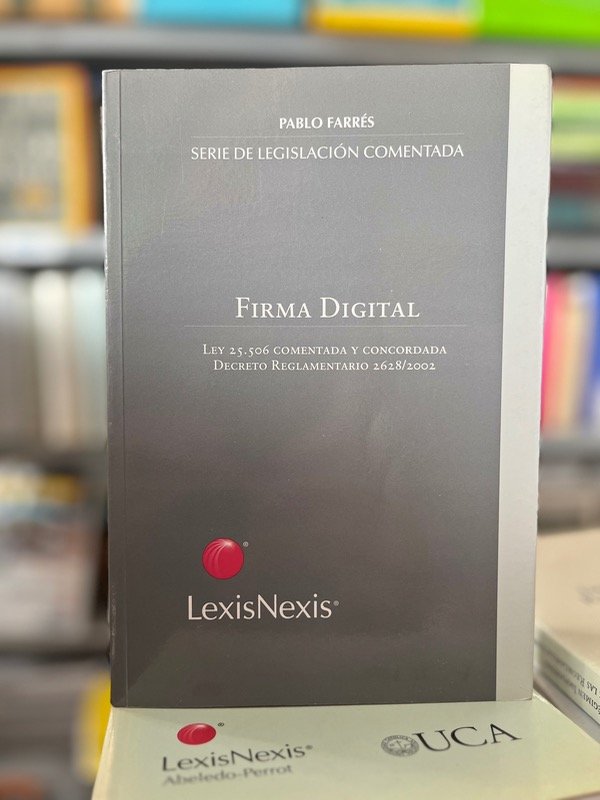 PABLO FARRÉS
SERIE DE LEGISLACIÓN COMENTADA
FIRMA DIGITAL
LEY 25.506 COMENTADA Y CONCORDADA
DECRETO REGLAMENTARIO 2628/2002
LexisNexis®
LexisNexis®
Abeledo-Perrot
UCA